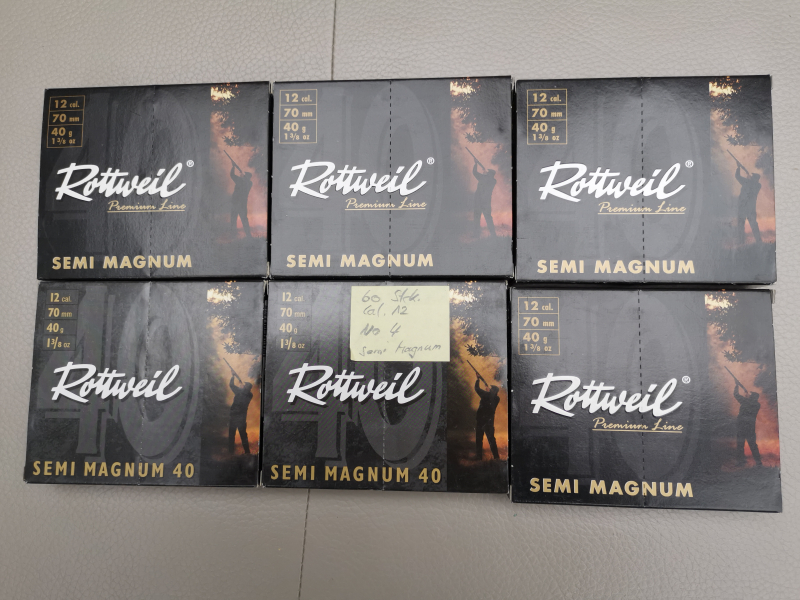 12 cal.
70 mm
40 g
1 3/8 oz
Rottweil®
Premium Line
SEMI MAGNUM
12 cal.
70 mm
40 g
1 3/8 oz
Rottweil®
Premium Line
SEMI MAGNUM
12 cal.
70 mm
40 g
1 3/8 oz
Rottweil®
Premium Line
SEMI MAGNUM
12 cal
70 mm
40 g
1 3/8 oz
40
Rottweil
SEMI MAGNUM 40
12 cal
70 mm
40 g
1 3/8 oz
40
Rottweil
SEMI MAGNUM 40
60 Stk.
Cal. 12
No 4
Semi Magnum
12 cal.
70 mm
40 g
1 3/8 oz
Rottweil®
Premium Line
SEMI MAGNUM